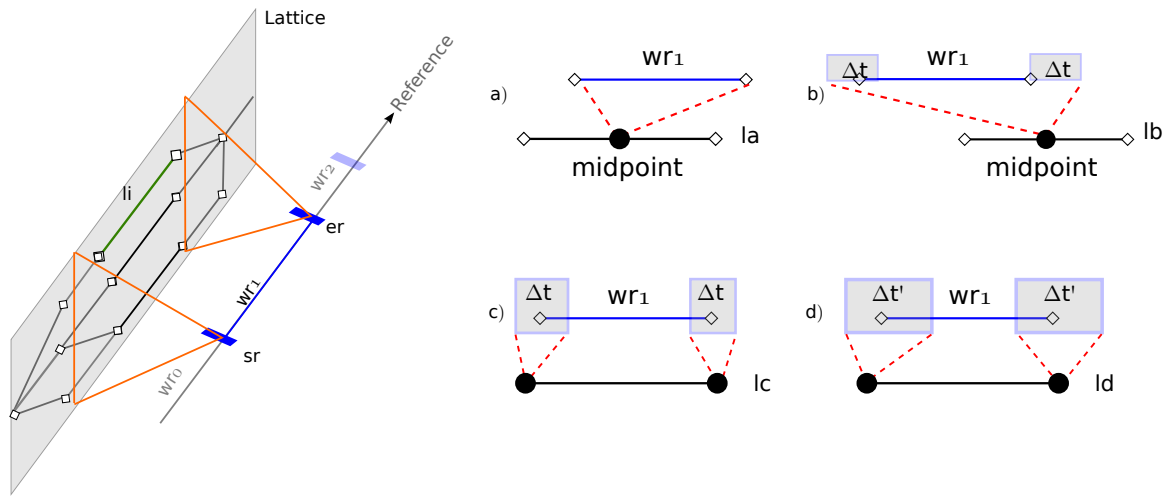 Lattice
Reference
wr₂
li
er
wr₁
sr
wr₀
a)
wr₁
la
midpoint
b)
Δt
wr₁
Δt
lb
midpoint
c)
Δt
wr₁
Δt
lc
d)
Δt'
wr₁
Δt'
ld